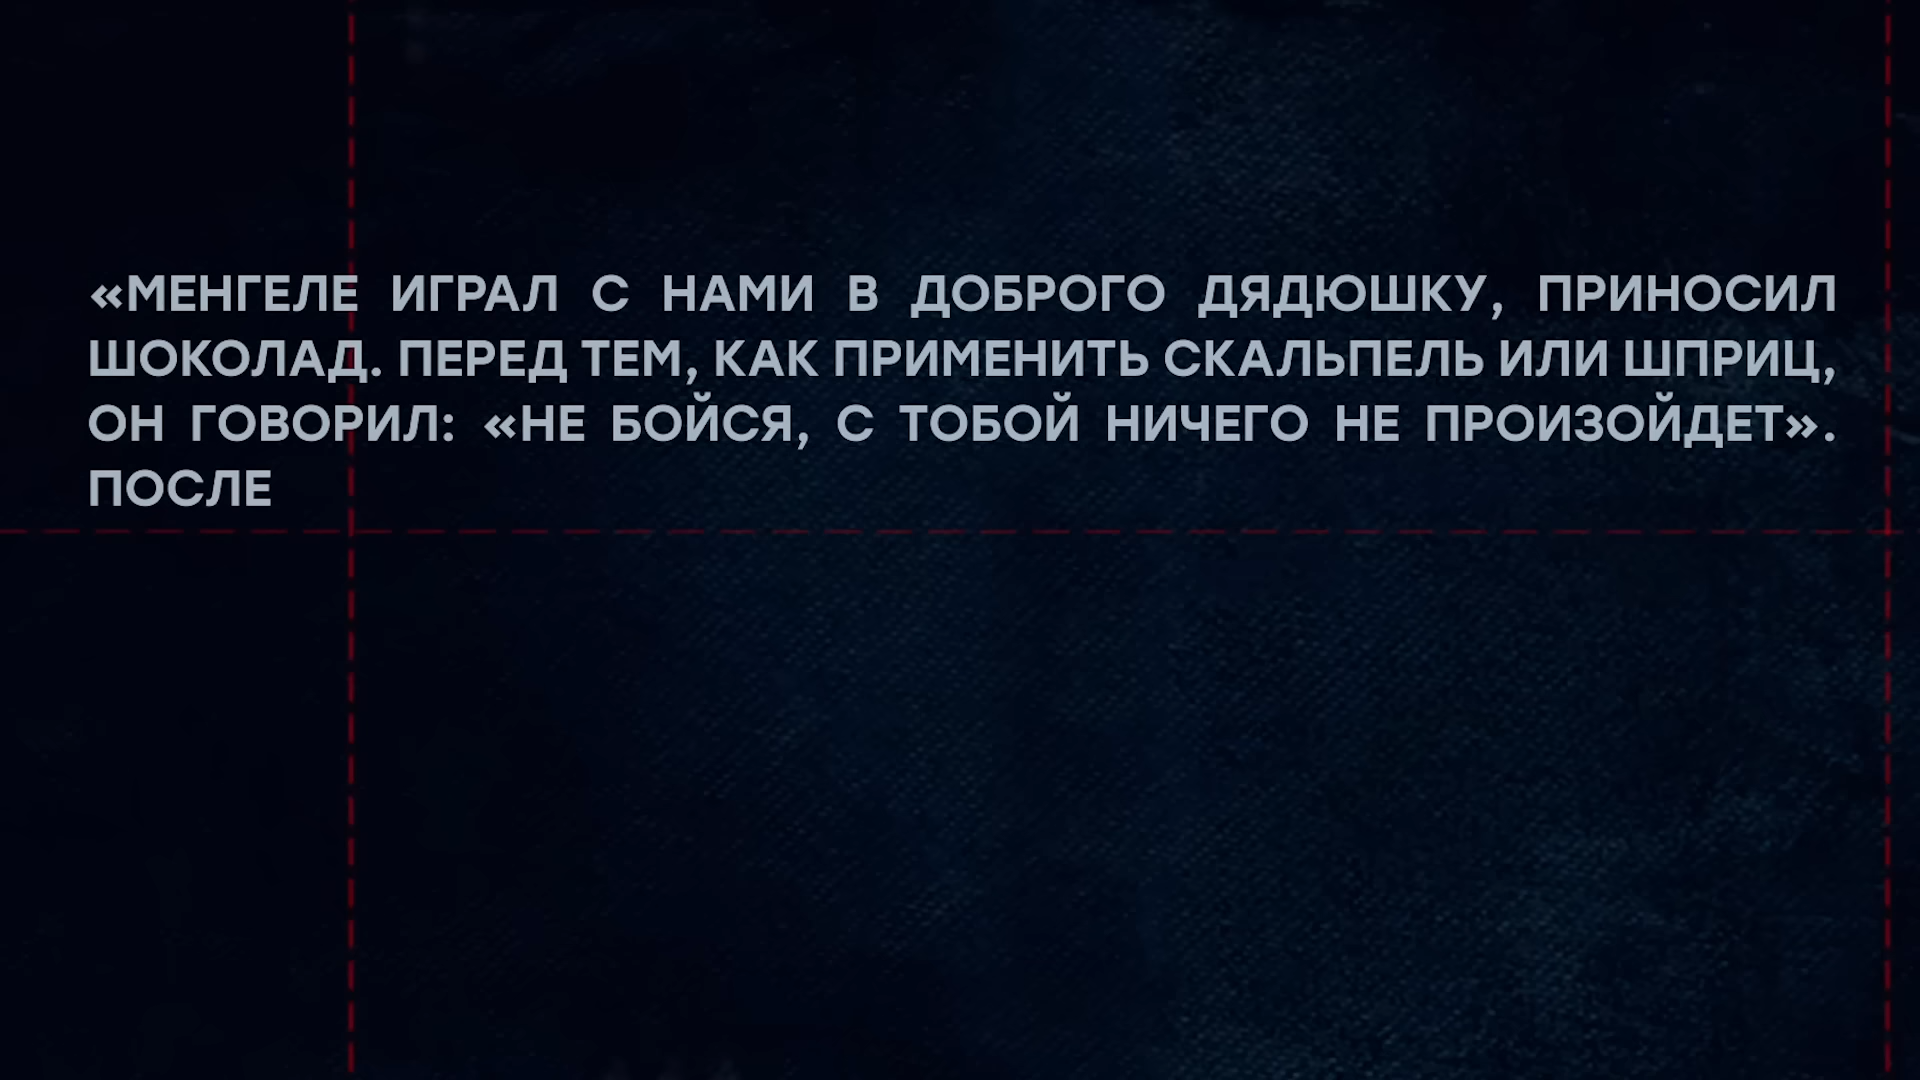 «МЕНГЕЛЕ ИГРАЛ С НАМИ В ДОБРОГО ДЯДЮШКУ, ПРИНОСИЛ
ШОКОЛАД. ПЕРЕД ТЕМ, КАК ПРИМЕНИТЬ СКАЛЬПЕЛЬ ИЛИ ШПРИЦ,
ОН ГОВОРИЛ: «НЕ БОЙСЯ, С ТОБОЙ НИЧЕГО НЕ ПРОИЗОЙДЕТ».
ПОСЛЕ